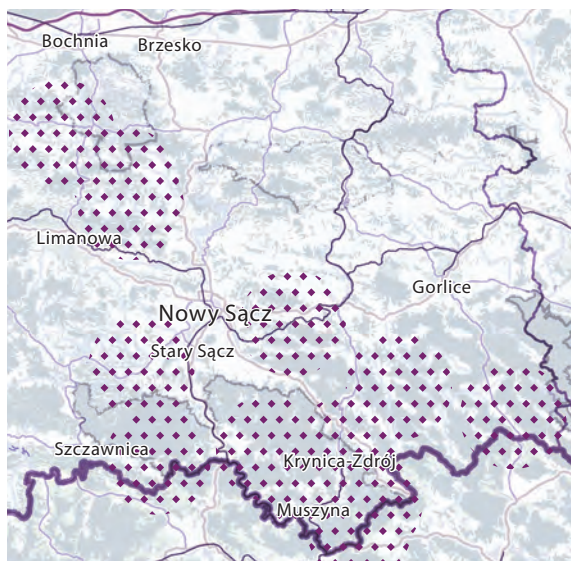 Bochnia
Brzesko
Limanowa
Gorlice
Nowy Sącz
Stary Sącz
Szczawnica
Krynica-Zdrój
Muszyna